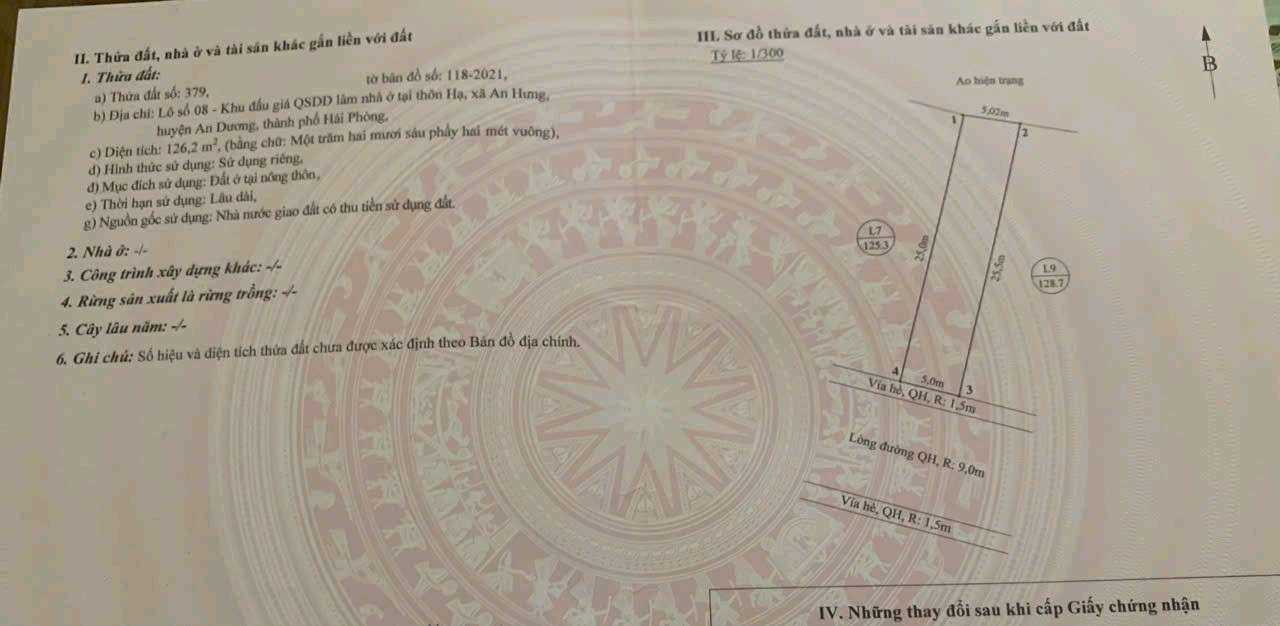 II. Thửa đất, nhà ở và tài sản khác gắn liền với đất
1. Thửa đất:
a) Thửa đất số: 379, tờ bản đồ số: 118-2021,
b) Địa chỉ: Lô số 08 - Khu đấu giá QSDD làm nhà ở tại thôn Hạ, xã An Hưng,
huyện An Dương, thành phố Hải Phòng,
c) Diện tích: 126,2 m², (bằng chữ: Một trăm hai mươi sáu phẩy hai mét vuông),
d) Hình thức sử dụng: Sử dụng riêng,
đ) Mục đích sử dụng: Đất ở tại nông thôn,
e) Thời hạn sử dụng: Lâu dài,
g) Nguồn gốc sử dụng: Nhà nước giao đất có thu tiền sử dụng đất.
2. Nhà ở: -/-
3. Công trình xây dựng khác: -/-
4. Rừng sản xuất là rừng trồng: -/-
5. Cây lâu năm: -/-
6. Ghi chú: Số hiệu và diện tích thửa đất chưa được xác định theo Bản đồ địa chính.
III. Sơ đồ thửa đất, nhà ở và tài sản khác gắn liền với đất
Tỷ lệ: 1/300
B
Ao hiện trạng
5,02m
1
2
L7
125.3
25,0m
25,5m
L9
128.7
4
5,0m
3
Vỉa hè, QH, R: 1,5m
Lòng đường QH, R: 9,0m
Vỉa hè, QH, R: 1,5m
IV. Những thay đổi sau khi cấp Giấy chứng nhận